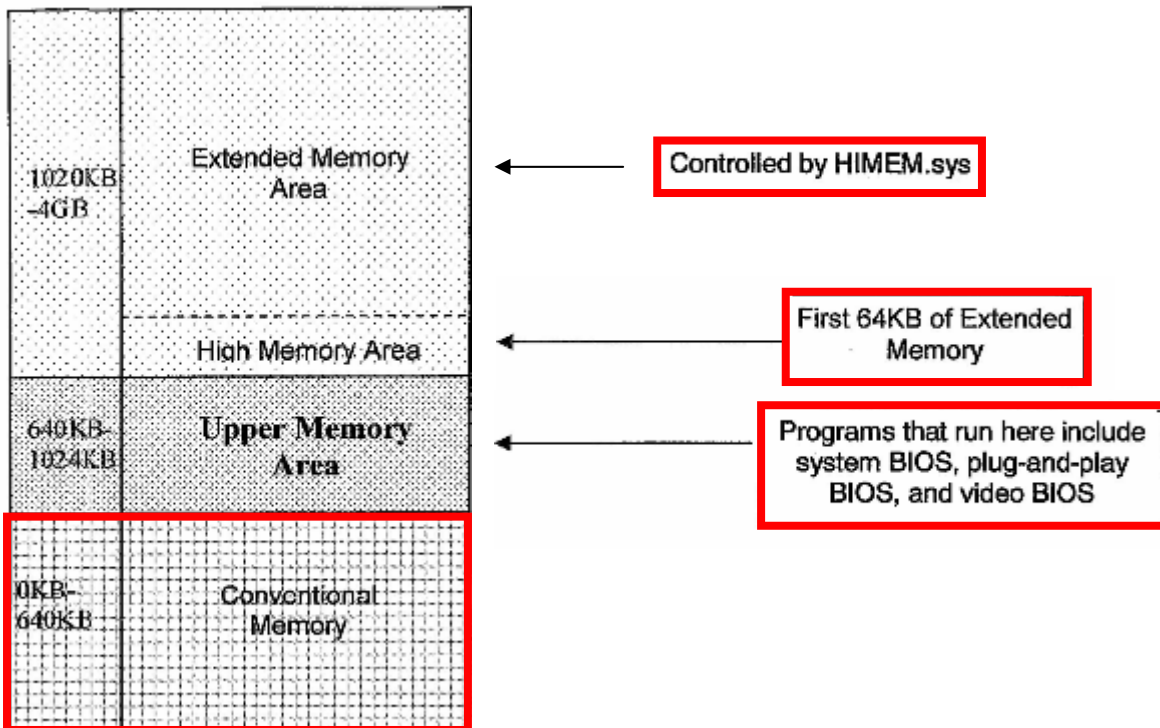 1020KB
-4GB
Extended Memory
Area
Controlled by HIMEM.sys
High Memory Area
First 64KB of Extended
Memory
640KB-
1024KB
Upper Memory
Area
Programs that run here include
system BIOS, plug-and-play
BIOS, and video BIOS
0KB-
640KB
Conventional
Memory